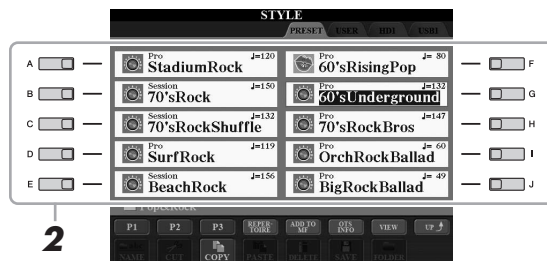 STYLE
PRESET USER HD1 USB1
A Pro ♩=120 StadiumRock
Pro ♩= 80 60'sRisingPop F
B Session ♩=150 70'sRock
Pro ♩=132 60'sUnderground G
C Session ♩=132 70'sRockShuffle
Pro ♩=147 70'sRockBros H
D Pro ♩=119 SurfRock
Pro ♩= 60 OrchRockBallad I
E Session ♩=156 BeachRock
Pro ♩= 49 BigRockBallad J
2
Pop&Rock
P1 P2 P3 REPERTOIRE ADD TO MF OTS INFO VIEW UP
NAME CUT COPY PASTE DELETE SAVE FOLDER